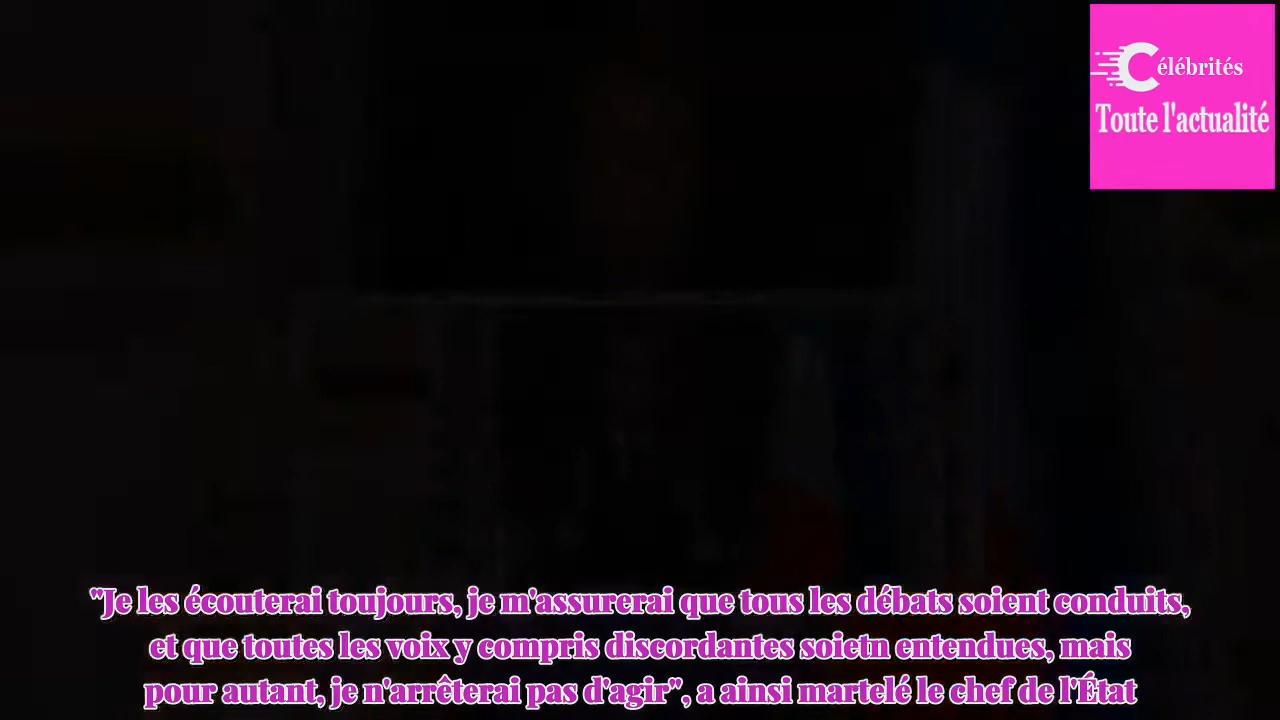 Célébrités
Toute l'actualité
"Je les écouterai toujours, je m'assurerai que tous les débats soient conduits,
et que toutes les voix y compris discordantes soietn entendues, mais
pour autant, je n'arrêterai pas d'agir", a ainsi martelé le chef de l'État